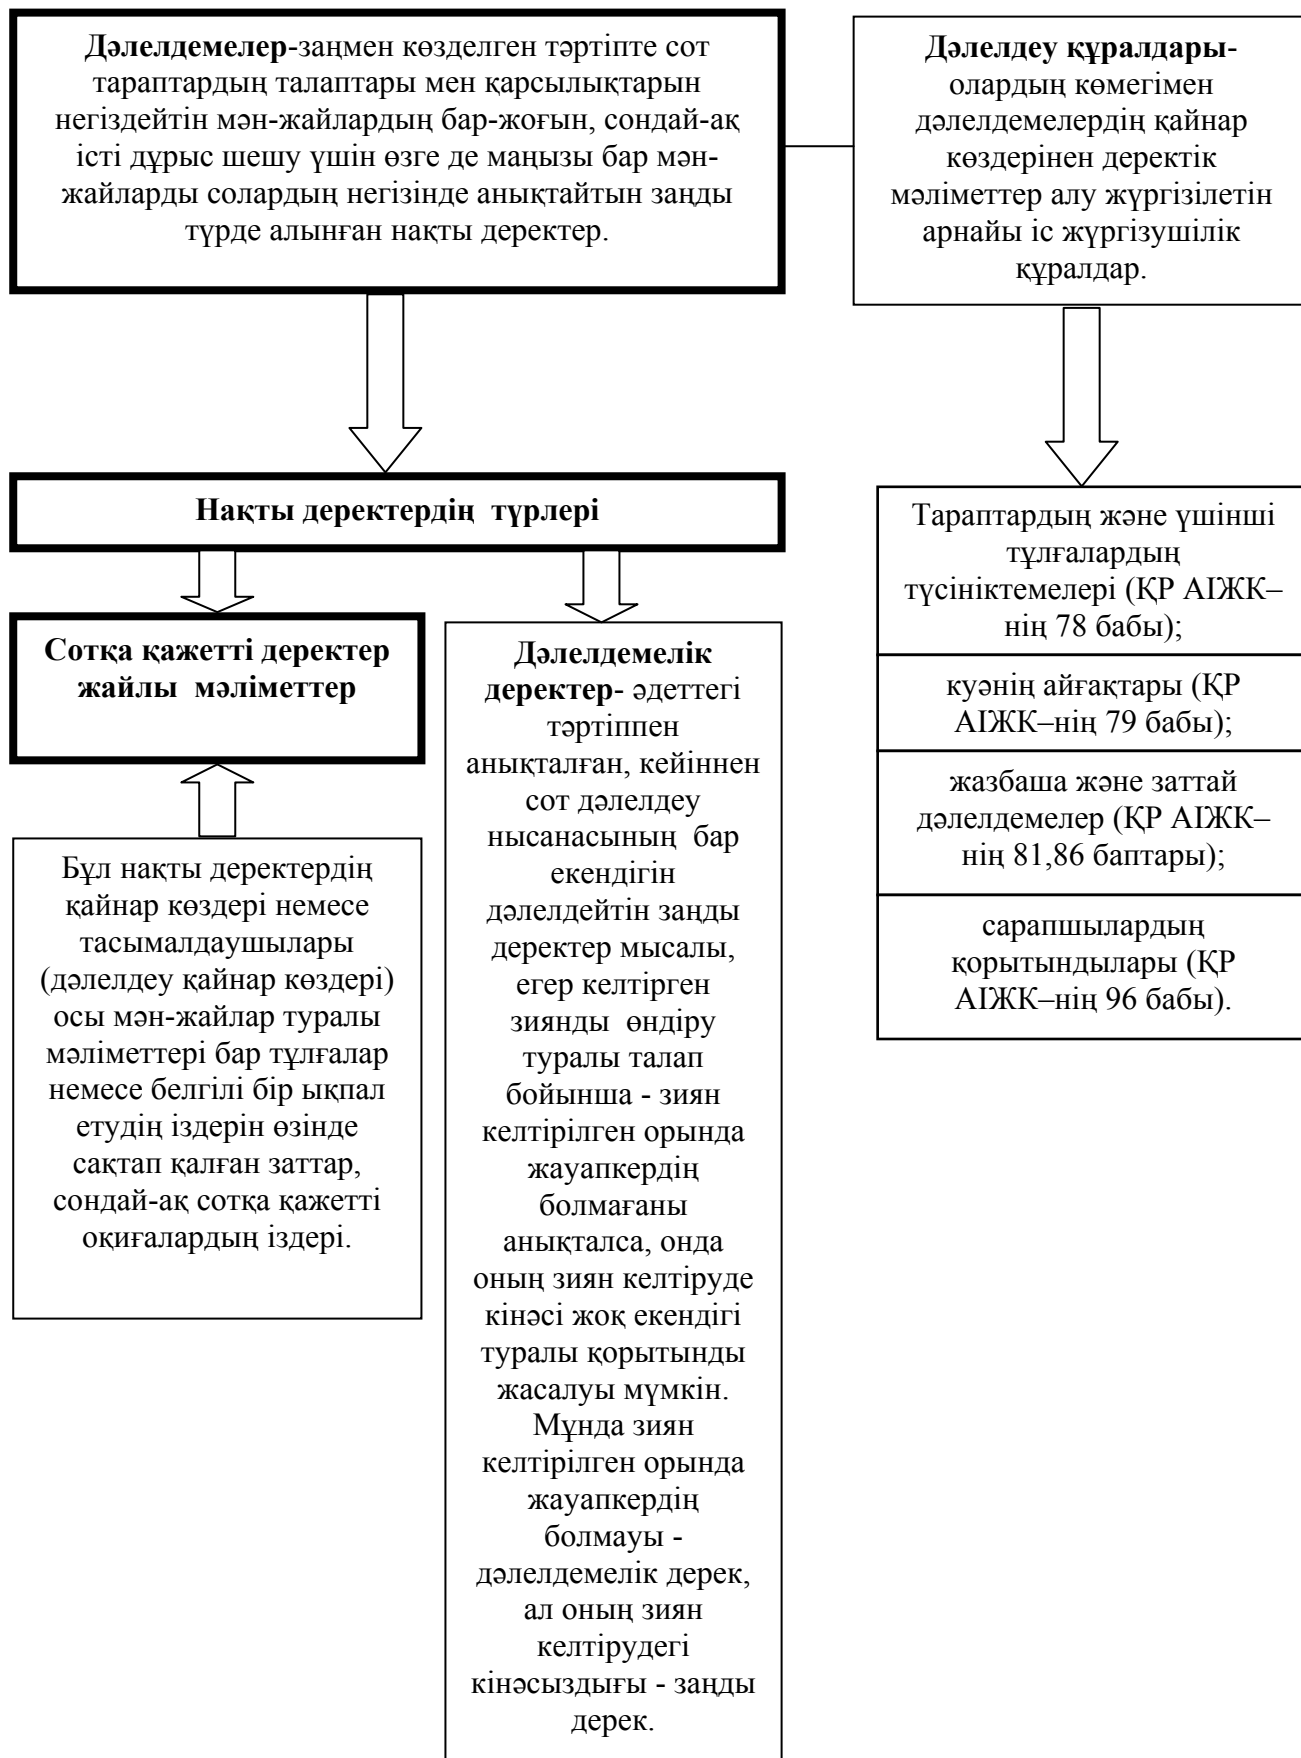 Дәлелдемелер-заңмен көзделген тәртіпте сот
тараптардың талаптары мен қарсылықтарын
негіздейтін мән-жайлардың бар-жоғын, сондай-ақ
істі дұрыс шешу үшін өзге де маңызы бар мән-
жайларды солардың негізінде анықтайтын заңды
түрде алынған нақты деректер.
Дәлелдеу құралдары-
олардың көмегімен
дәлелдемелердің қайнар
көздерінен деректік
мәліметтер алу жүргізілетін
арнайы іс жүргізушілік
құралдар.
Нақты деректердің түрлері
Сотқа қажетті деректер
жайлы мәліметтер
Бұл нақты деректердің
қайнар көздері немесе
тасымалдаушылары
(дәлелдеу қайнар көздері)
осы мән-жайлар туралы
мәліметтері бар тұлғалар
немесе белгілі бір ықпал
етудің іздерін өзінде
сақтап қалған заттар,
сондай-ақ сотқа қажетті
оқиғалардың іздері.
Дәлелдемелік
деректер- әдеттегі
тәртіппен
анықталған, кейіннен
сот дәлелдеу
нысанасының бар
екендігін
дәлелдейтін заңды
деректер мысалы,
егер келтірген
зиянды өндіру
туралы талап
бойынша - зиян
келтірілген орында
жауапкердің
болмағаны
анықталса, онда
оның зиян келтіруде
кінәсі жоқ екендігі
туралы қорытынды
жасалуы мүмкін.
Мұнда зиян
келтірілген орында
жауапкердің
болмауы -
дәлелдемелік дерек,
ал оның зиян
келтірудегі
кінәсыздығы - заңды
дерек.
Тараптардың және үшінші
тұлғалардың
түсініктемелері (ҚР АІЖК–
нің 78 бабы);
куәнің айғақтары (ҚР
АІЖК–нің 79 бабы);
жазбаша және заттай
дәлелдемелер (ҚР АІЖК–
нің 81,86 баптары);
сарапшылардың
қорытындылары (ҚР
АІЖК–нің 96 бабы).